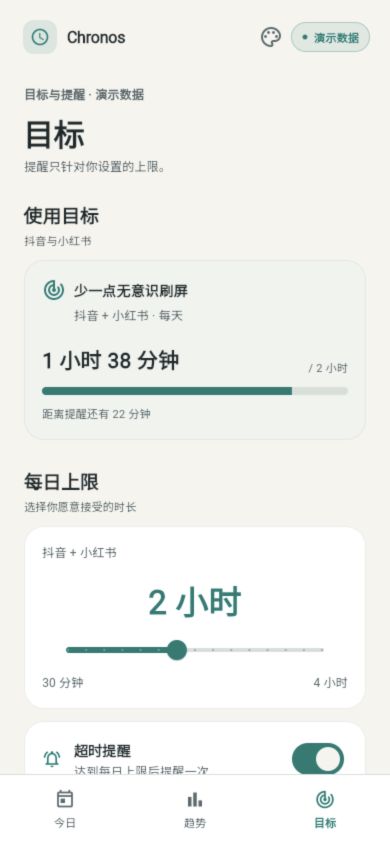 Chronos
演示数据
目标与提醒 · 演示数据
目标
提醒只针对你设置的上限。
使用目标
抖音与小红书
少一点无意识刷屏
抖音 + 小红书 · 每天
1 小时 38 分钟
/ 2 小时
距离提醒还有 22 分钟
每日上限
选择你愿意接受的时长
抖音 + 小红书
2 小时
30 分钟
4 小时
超时提醒
达到每日上限后提醒一次
今日
趋势
目标